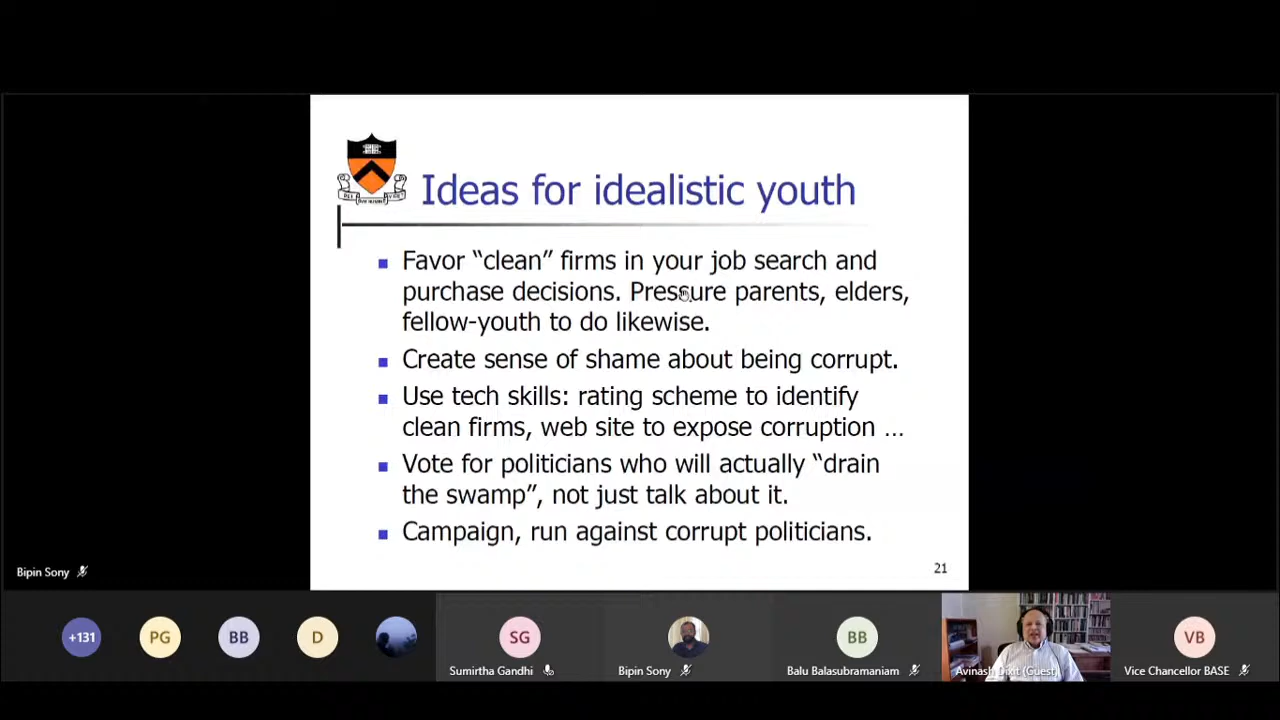 Ideas for idealistic youth
Favor “clean” firms in your job search and
purchase decisions. Pressure parents, elders,
fellow-youth to do likewise.
Create sense of shame about being corrupt.
Use tech skills: rating scheme to identify
clean firms, web site to expose corruption …
Vote for politicians who will actually “drain
the swamp”, not just talk about it.
Campaign, run against corrupt politicians.
21
Bipin Sony
+131
PG
BB
D
SG
BB
VB
Sumirtha Gandhi
Bipin Sony
Balu Balasubramaniam
Avinash Dixit (Guest)
Vice Chancellor BASE